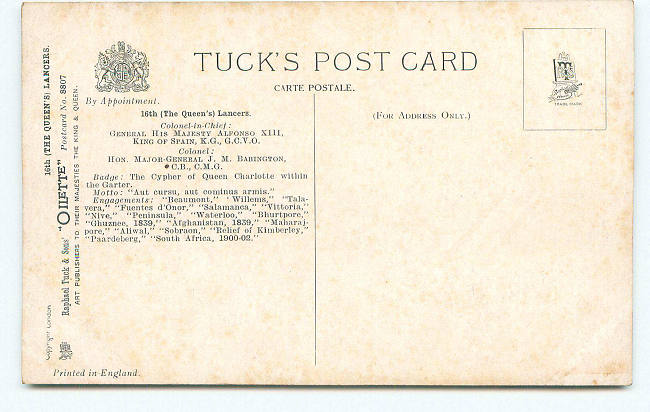 TUCK'S POST CARD
CARTE POSTALE.
By Appointment.
(FOR ADDRESS ONLY.)
TRADE MARK
16th (The Queen's) Lancers.
Colonel-in-Chief:
GENERAL HIS MAJESTY ALFONSO XIII,
KING OF SPAIN, K.G., G.C.V.O.
Colonel:
HON. MAJOR-GENERAL J. M. BABINGTON,
C.B., C.M.G.
Badge: The Cypher of Queen Charlotte within
the Garter.
Motto: "Aut cursu, aut cominus armis."
Engagements: "Beaumont," "Willems," "Tala-
vera," "Fuentes d'Onor," "Salamanca," "Vittoria,"
"Nive," "Peninsula," "Waterloo," "Bhurtpore,"
"Ghuznee, 1839," "Afghanistan, 1839," "Maharaj-
pore," "Aliwal," "Sobraon," "Relief of Kimberley,"
"Paardeberg," "South Africa, 1900-02."
16th (THE QUEEN'S) LANCERS.
Raphael Tuck & Sons' "OILETTE" Postcard No. 8807
ART PUBLISHERS TO THEIR MAJESTIES THE KING & QUEEN.
Copyright London
Printed in England.